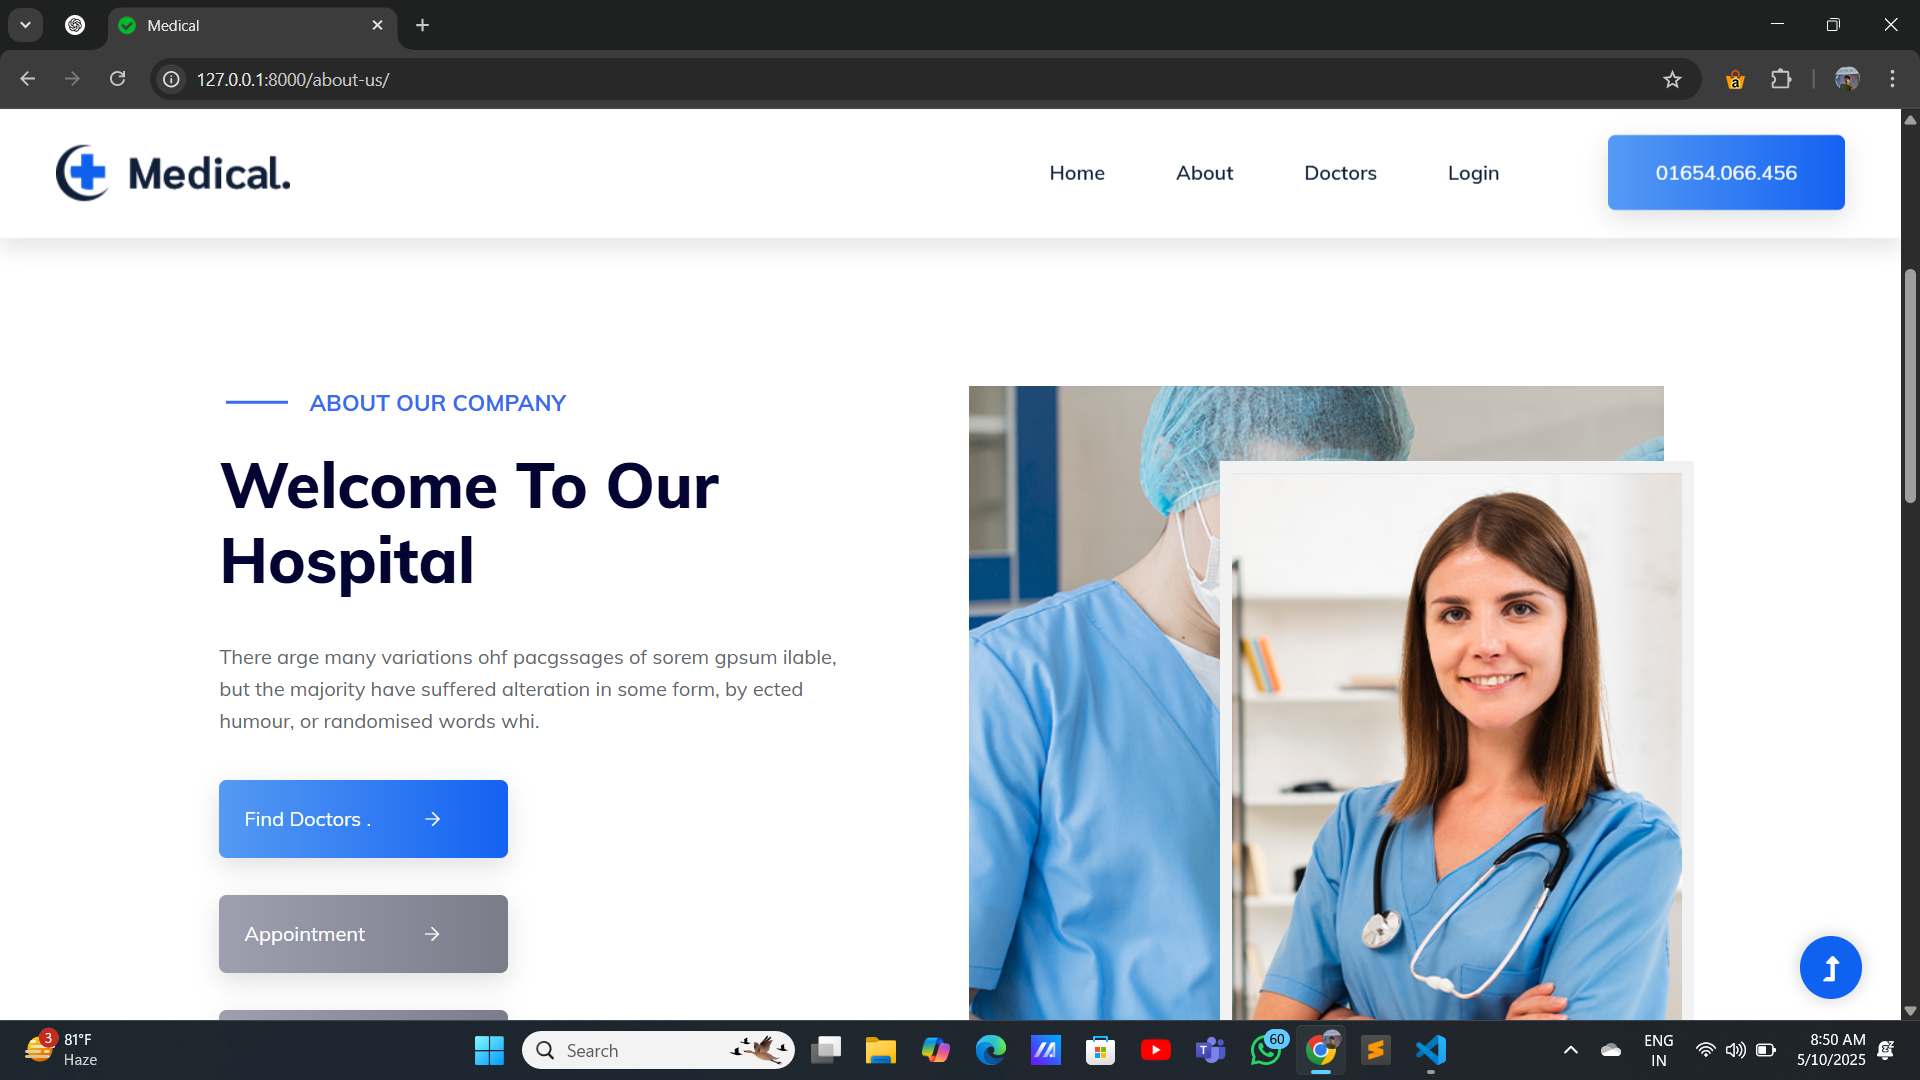 Medical
127.0.0.1:8000/about-us/
Medical.
Home
About
Doctors
Login
01654.066.456
ABOUT OUR COMPANY
Welcome To Our
Hospital
There arge many variations ohf pacgssages of sorem gpsum ilable,
but the majority have suffered alteration in some form, by ected
humour, or randomised words whi.
Find Doctors .
Appointment
3
81°F
Haze
Search
60
ENG
IN
8:50 AM
5/10/2025